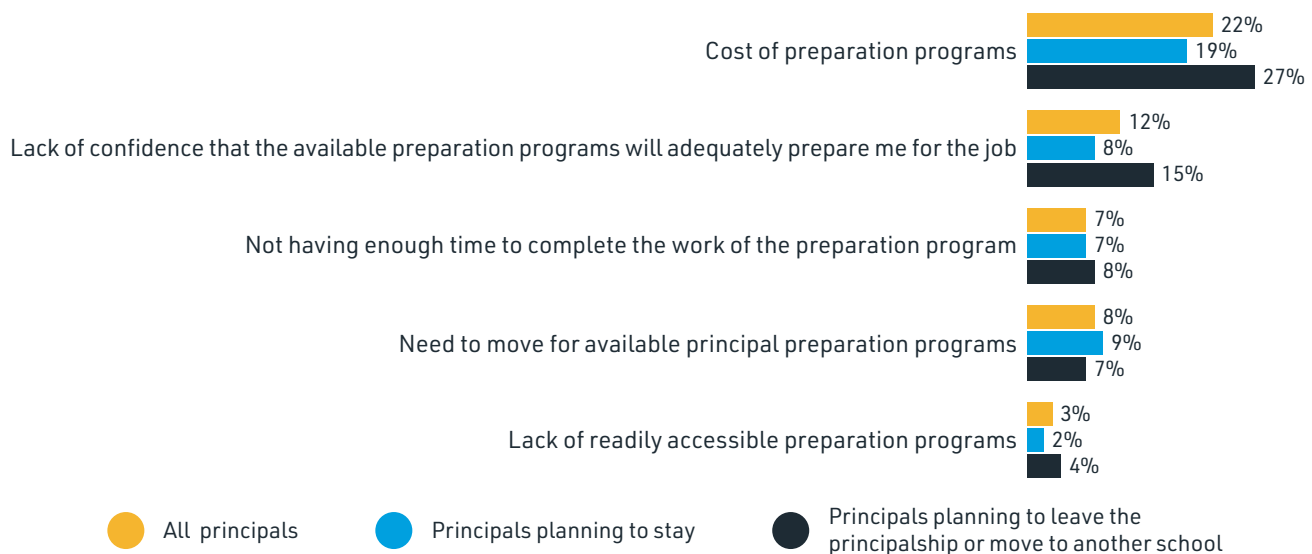 Cost of preparation programs
22%
19%
27%
Lack of confidence that the available preparation programs will adequately prepare me for the job
12%
8%
15%
Not having enough time to complete the work of the preparation program
7%
7%
8%
Need to move for available principal preparation programs
8%
9%
7%
Lack of readily accessible preparation programs
3%
2%
4%
All principals
Principals planning to stay
Principals planning to leave the
principalship or move to another school